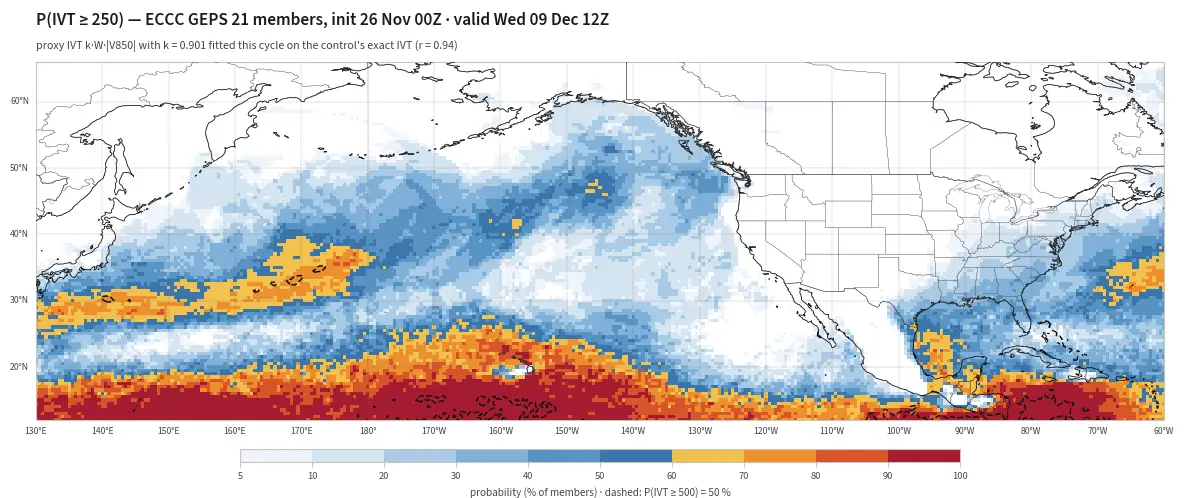 P(IVT ≥ 250) — ECCC GEPS 21 members, init 26 Nov 00Z · valid Wed 09 Dec 12Z
proxy IVT k·W·|V850| with k = 0.901 fitted this cycle on the control's exact IVT (r = 0.94)
60°N
50°N
40°N
30°N
20°N
130°E 140°E 150°E 160°E 170°E 180° 170°W 160°W 150°W 140°W 130°W 120°W 110°W 100°W 90°W 80°W 70°W 60°W
5 10 20 30 40 50 60 70 80 90 100
probability (% of members) · dashed: P(IVT ≥ 500) = 50 %